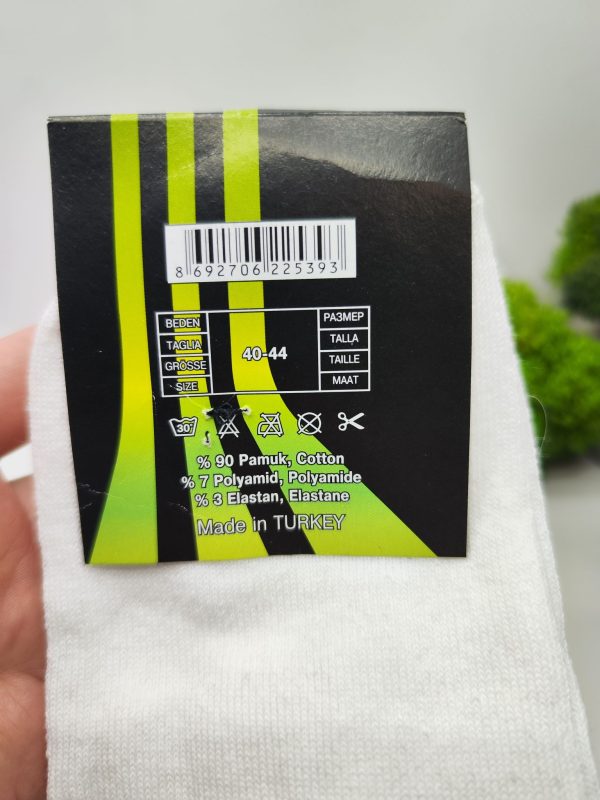 8 692706 225393
BEDEN
TAGLIA
GRÖSSE
SIZE
40-44
РАЗМЕР
TALLA
TAILLE
MAAT
30°
% 90 Pamuk, Cotton
% 7 Polyamid, Polyamide
% 3 Elastan, Elastane
Made in TURKEY